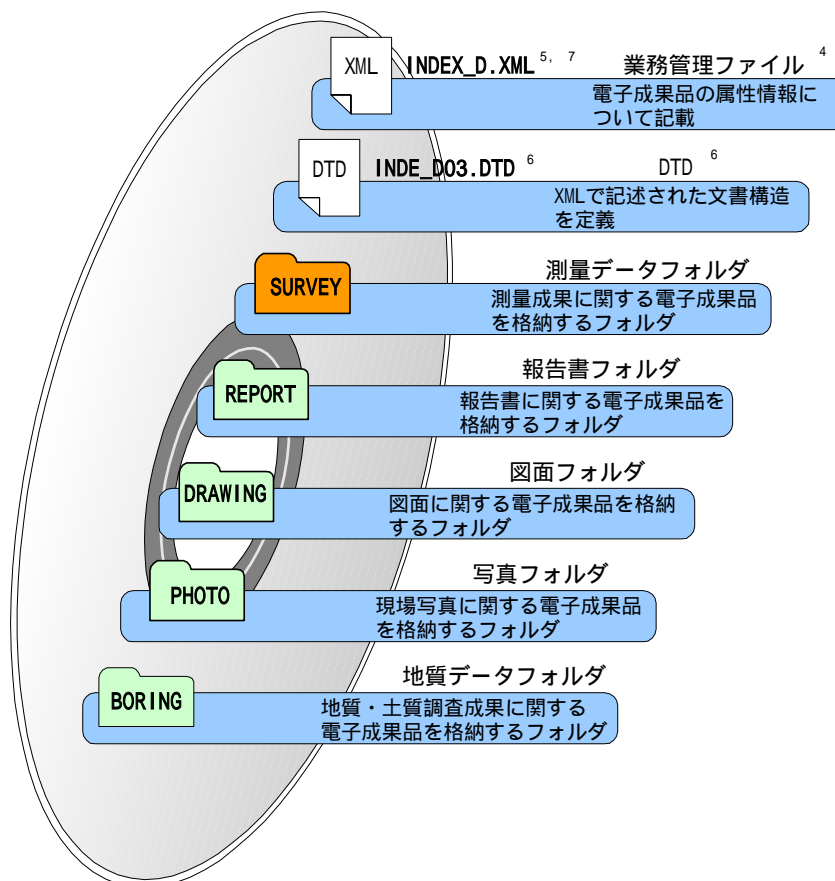 XML INDEX_D.XML 5, 7 業務管理ファイル 4
電子成果品の属性情報に
ついて記載
DTD INDE_D03.DTD 6 DTD 6
XMLで記述された文書構造
を定義
測量データフォルダ
SURVEY
測量成果に関する電子成果品
を格納するフォルダ
報告書フォルダ
REPORT
報告書に関する電子成果品を
格納するフォルダ
図面フォルダ
DRAWING
図面に関する電子成果品を格納
するフォルダ
写真フォルダ
PHOTO
現場写真に関する電子成果品
を格納するフォルダ
地質データフォルダ
BORING
地質・土質調査成果に関する
電子成果品を格納するフォルダ